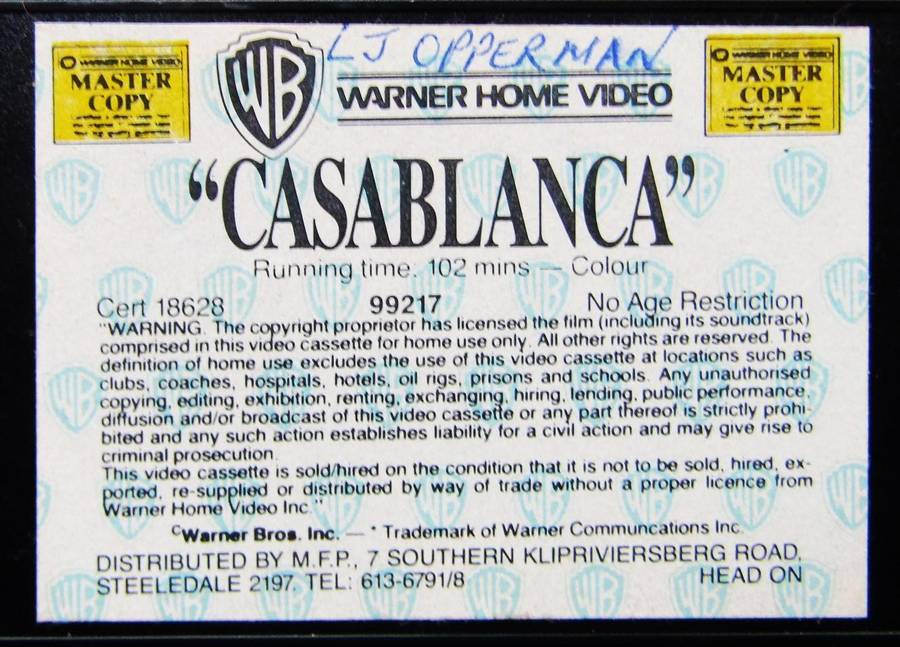 LJ OPPERMAN
WARNER HOME VIDEO
MASTER
COPY
WB
WARNER HOME VIDEO
WARNER HOME VIDEO
MASTER
COPY
“CASABLANCA”
Running time: 102 mins — Colour
Cert 18628 99217 No Age Restriction
"WARNING. The copyright proprietor has licensed the film (including its soundtrack)
comprised in this video cassette for home use only. All other rights are reserved. The
definition of home use excludes the use of this video cassette at locations such as
clubs, coaches, hospitals, hotels, oil rigs, prisons and schools. Any unauthorised
copying, editing, exhibition, renting, exchanging, hiring, lending, public performance,
diffusion and/or broadcast of this video cassette or any part thereof is strictly prohi-
bited and any such action establishes liability for a civil action and may give rise to
criminal prosecution.
This video cassette is sold/hired on the condition that it is not to be sold, hired, ex-
ported, re-supplied or distributed by way of trade without a proper licence from
Warner Home Video Inc."
©Warner Bros. Inc. — * Trademark of Warner Communcations Inc.
DISTRIBUTED BY M.F.P., 7 SOUTHERN KLIPRIVIERSBERG ROAD,
STEELEDALE 2197. TEL: 613-6791/8 HEAD ON